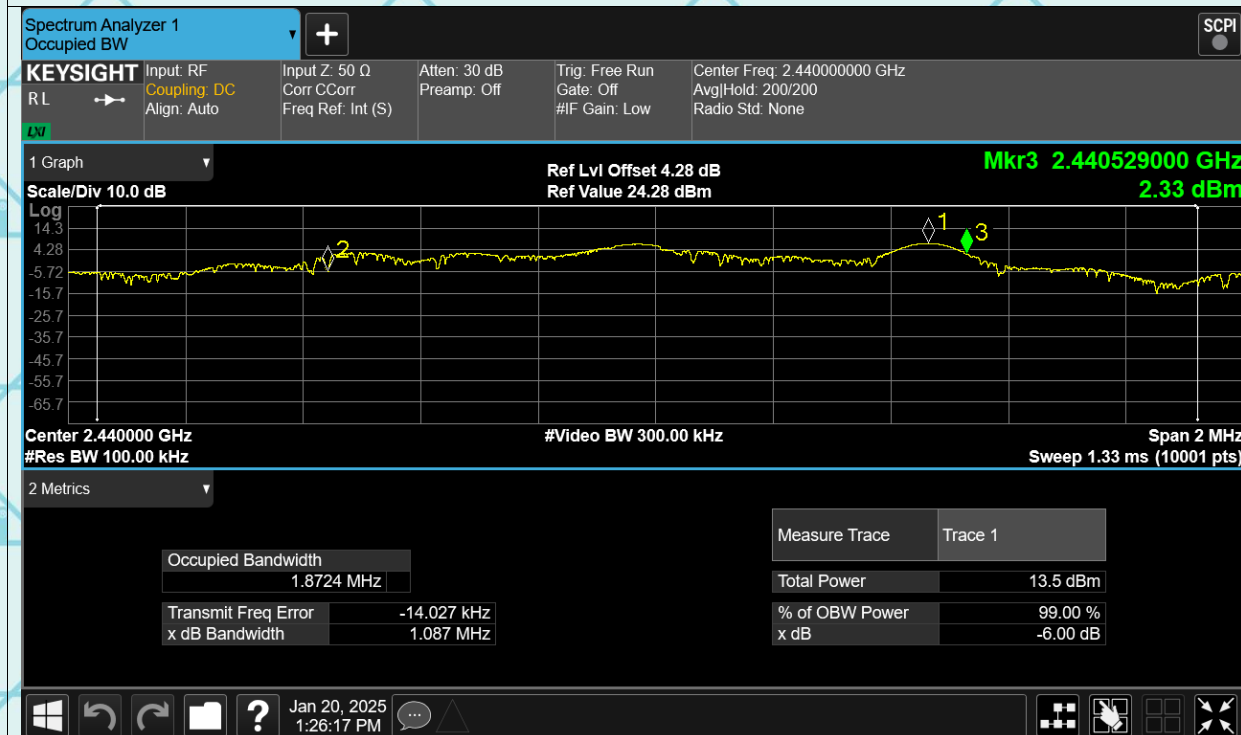 Spectrum Analyzer 1
Occupied BW
+
SCPI
KEYSIGHT
RL
LXI
Input: RF
Coupling: DC
Align: Auto
Input Z: 50 Ω
Corr CCorr
Freq Ref: Int (S)
Atten: 30 dB
Preamp: Off
Trig: Free Run
Gate: Off
#IF Gain: Low
Center Freq: 2.440000000 GHz
Avg|Hold: 200/200
Radio Std: None
1 Graph
Scale/Div 10.0 dB
Ref Lvl Offset 4.28 dB
Ref Value 24.28 dBm
Mkr3 2.440529000 GHz
2.33 dBm
Log
14.3
4.28
-5.72
-15.7
-25.7
-35.7
-45.7
-55.7
-65.7
2
1
3
Center 2.440000 GHz
#Res BW 100.00 kHz
#Video BW 300.00 kHz
Span 2 MHz
Sweep 1.33 ms (10001 pts)
2 Metrics
Occupied Bandwidth
1.8724 MHz
Transmit Freq Error -14.027 kHz
x dB Bandwidth 1.087 MHz
Measure Trace Trace 1
Total Power 13.5 dBm
% of OBW Power 99.00 %
x dB -6.00 dB
?
Jan 20, 2025
1:26:17 PM